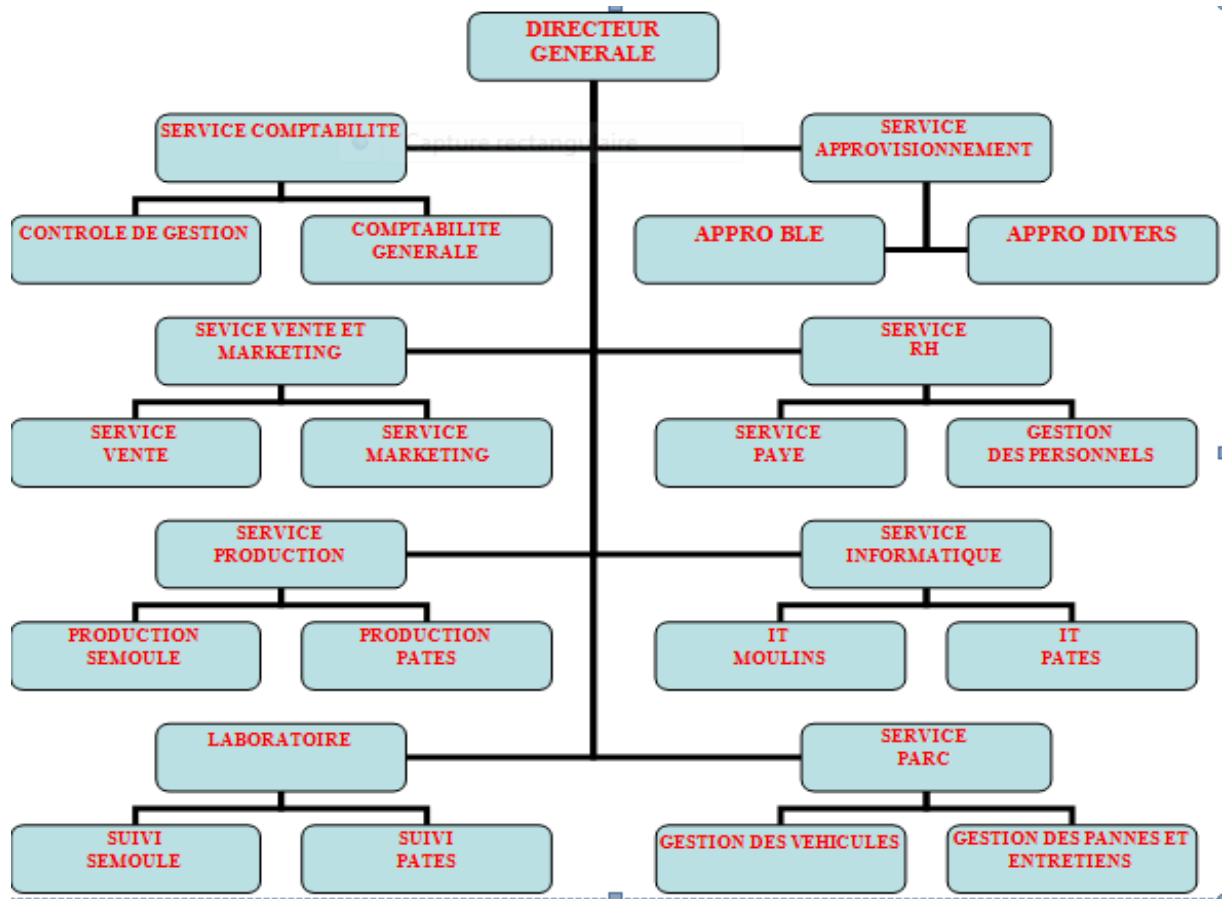 DIRECTEUR
GENERALE
SERVICE COMPTABILITE
SERVICE
APPROVISIONNEMENT
Capture rectangulaire
CONTROLE DE GESTION
COMPTABILITE
GENERALE
APPRO BLE
APPRO DIVERS
SEVICE VENTE ET
MARKETING
SERVICE
RH
SERVICE
VENTE
SERVICE
MARKETING
SERVICE
PAYE
GESTION
DES PERSONNELS
SERVICE
PRODUCTION
SERVICE
INFORMATIQUE
PRODUCTION
SEMOULE
PRODUCTION
PATES
IT
MOULINS
IT
PATES
LABORATOIRE
SERVICE
PARC
SUIVI
SEMOULE
SUIVI
PATES
GESTION DES VEHICULES
GESTION DES PANNES ET
ENTRETIENS